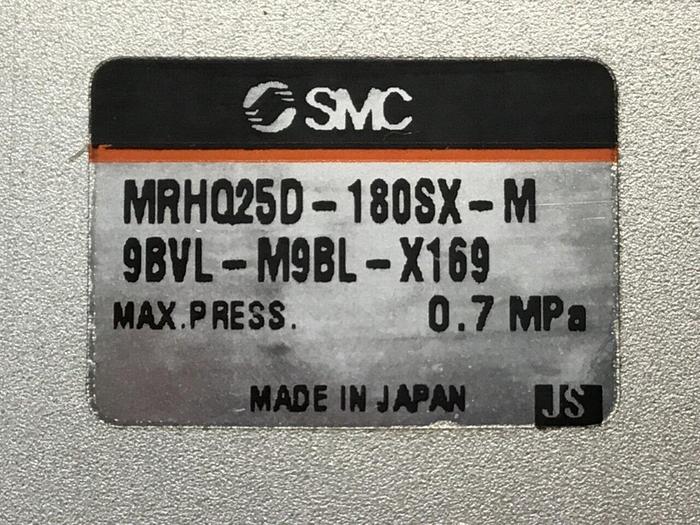 SMC
MRHQ25D-180SX-M
9BVL-M9BL-X169
MAX.PRESS. 0.7 MPa
MADE IN JAPAN JS